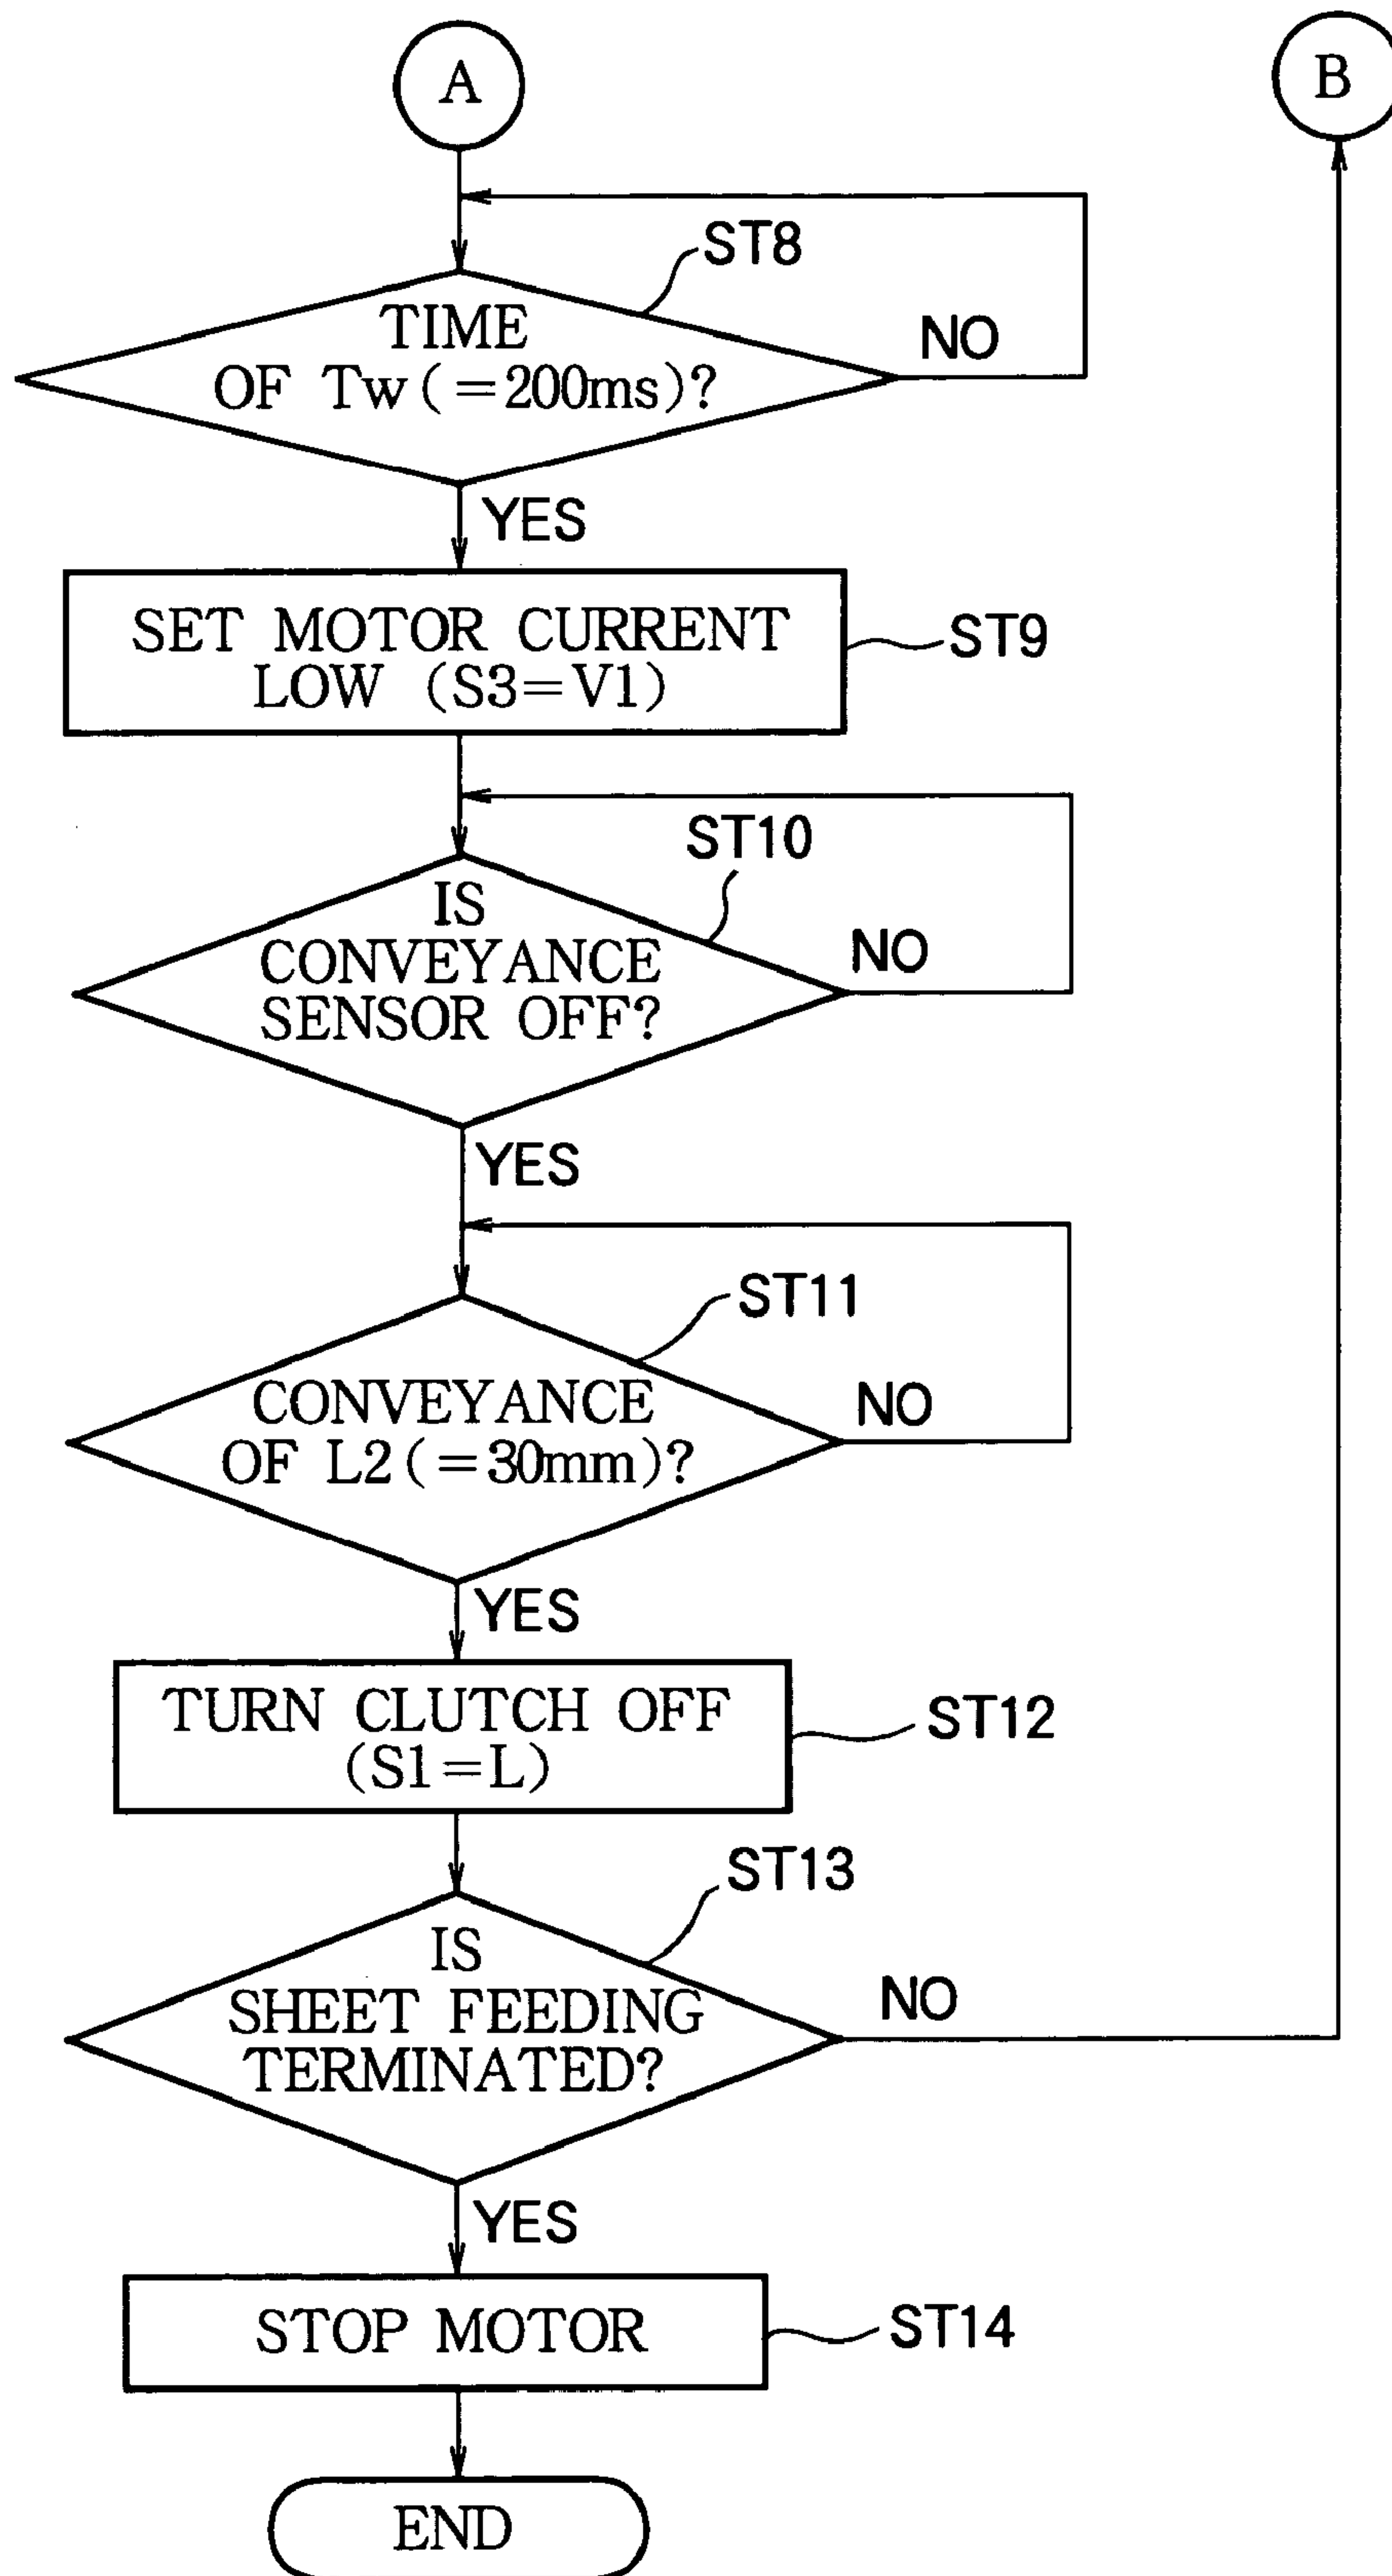 A
B
ST8
TIME
OF Tw(=200ms)?
NO
YES
SET MOTOR CURRENT
LOW (S3=V1)
ST9
ST10
IS
CONVEYANCE
SENSOR OFF?
NO
YES
ST11
CONVEYANCE
OF L2(=30mm)?
NO
YES
TURN CLUTCH OFF
(S1=L)
ST12
ST13
IS
SHEET FEEDING
TERMINATED?
NO
YES
STOP MOTOR
ST14
END